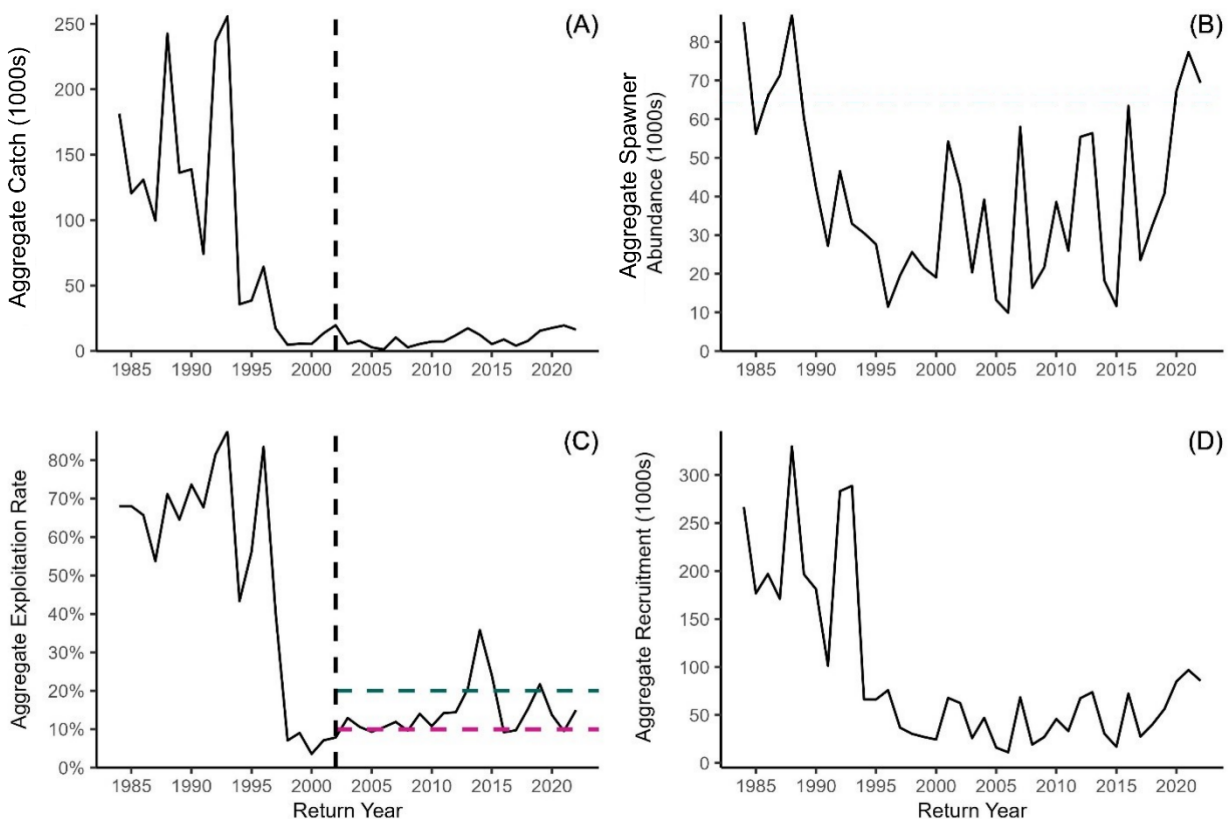 (A)
Aggregate Catch (1000s)
250
200
150
100
50
0
1985 1990 1995 2000 2005 2010 2015 2020
(B)
Aggregate Spawner
Abundance (1000s)
80
70
60
50
40
30
20
10
0
1985 1990 1995 2000 2005 2010 2015 2020
(C)
Aggregate Exploitation Rate
80%
70%
60%
50%
40%
30%
20%
10%
0%
1985 1990 1995 2000 2005 2010 2015 2020
Return Year
(D)
Aggregate Recruitment (1000s)
300
250
200
150
100
50
0
1985 1990 1995 2000 2005 2010 2015 2020
Return Year